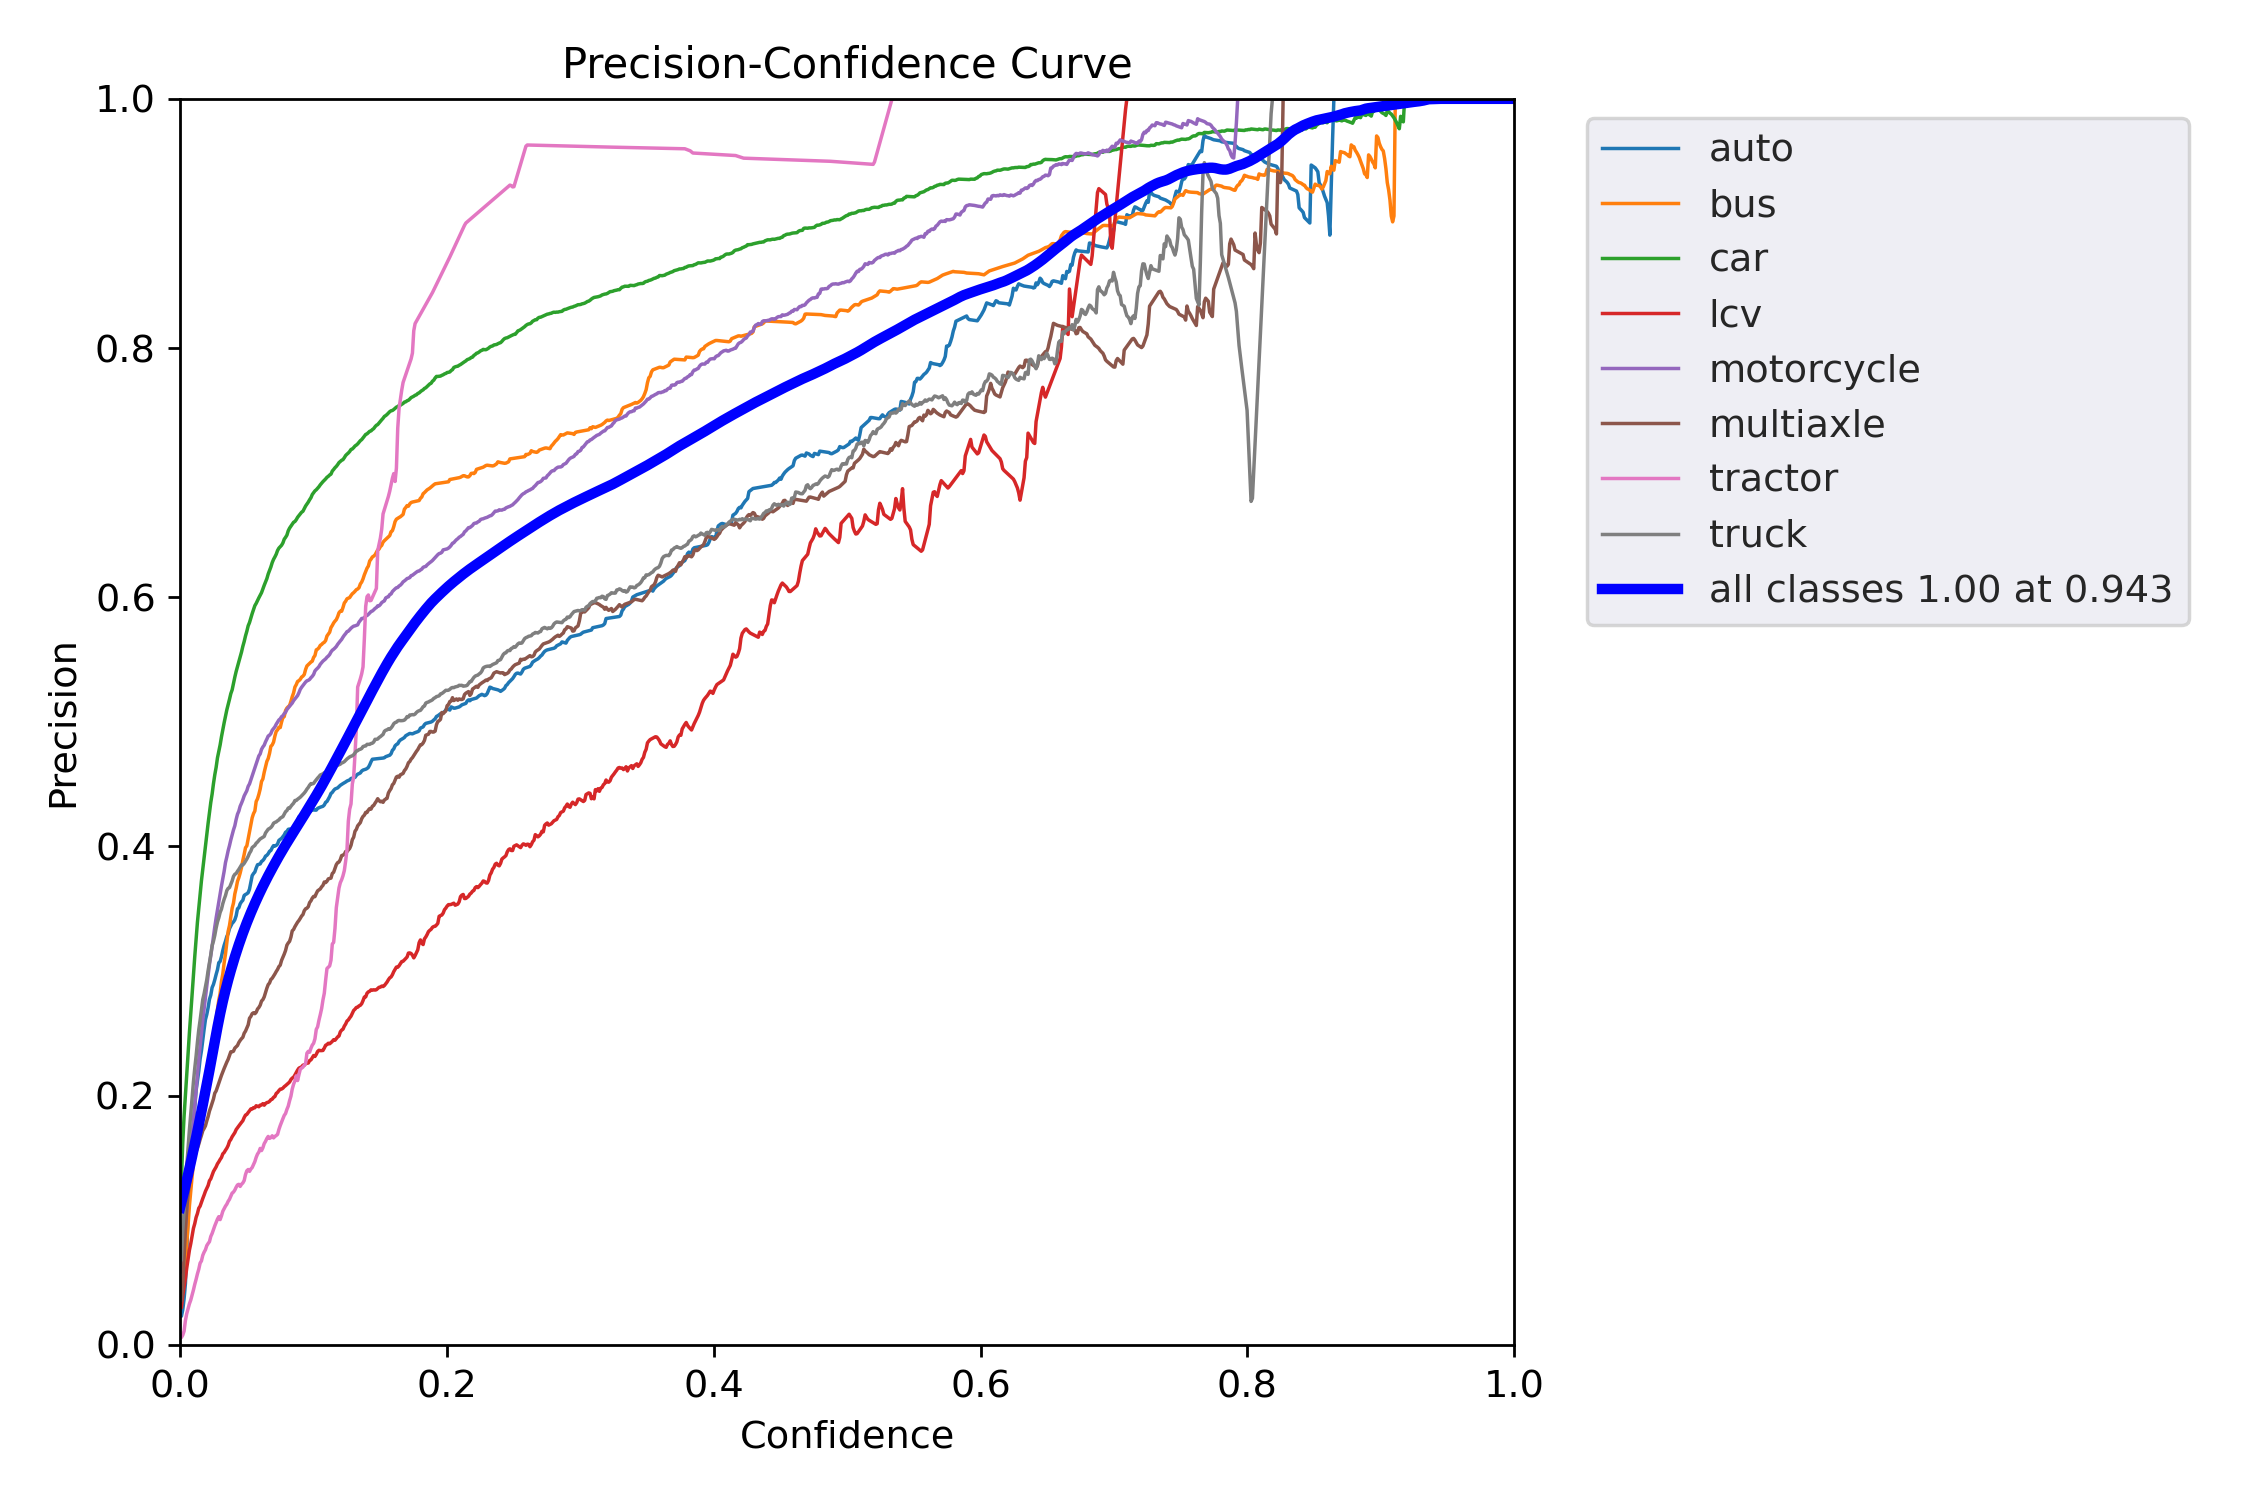 Precision-Confidence Curve
1.0
0.8
0.6
0.4
0.2
0.0
Precision
0.0 0.2 0.4 0.6 0.8 1.0
Confidence
auto
bus
car
lcv
motorcycle
multiaxle
tractor
truck
all classes 1.00 at 0.943